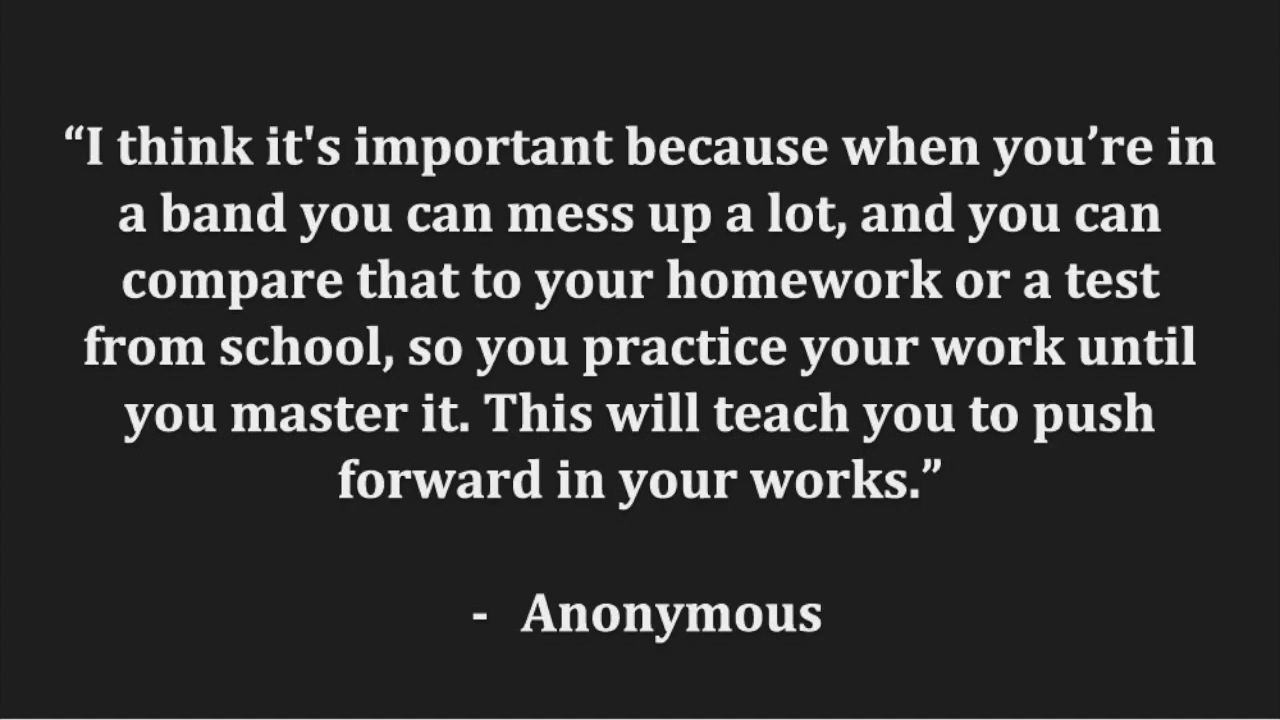 “I think it's important because when you’re in
a band you can mess up a lot, and you can
compare that to your homework or a test
from school, so you practice your work until
you master it. This will teach you to push
forward in your works.”
- Anonymous